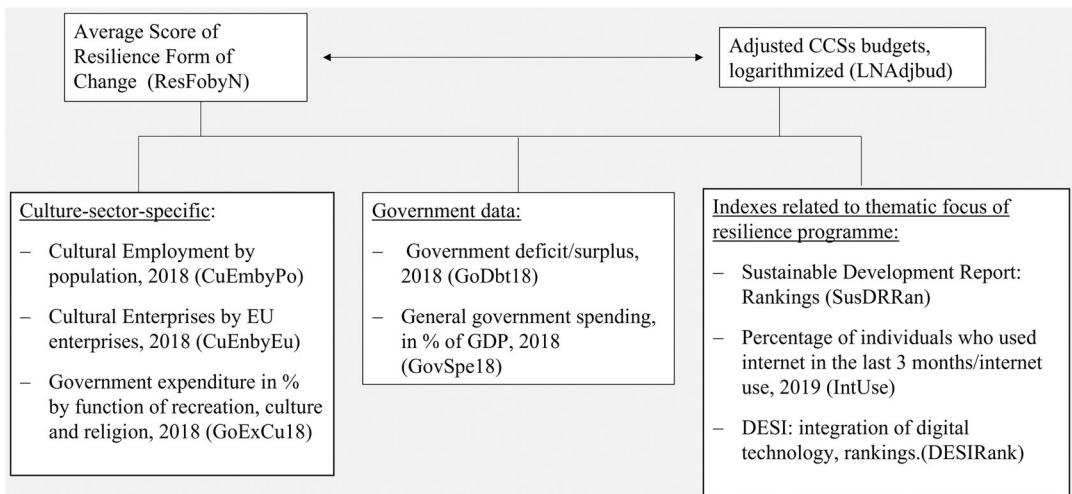 Average Score of
Resilience Form of
Change (ResFobyN)
Adjusted CCSs budgets,
logarithmized (LNAdjbud)
Culture-sector-specific:
– Cultural Employment by
population, 2018 (CuEmbyPo)
– Cultural Enterprises by EU
enterprises, 2018 (CuEnbyEu)
– Government expenditure in %
by function of recreation, culture
and religion, 2018 (GoExCu18)
Government data:
– Government deficit/surplus,
2018 (GoDbt18)
– General government spending,
in % of GDP, 2018
(GovSpe18)
Indexes related to thematic focus of
resilience programme:
– Sustainable Development Report:
Rankings (SusDRRan)
– Percentage of individuals who used
internet in the last 3 months/internet
use, 2019 (IntUse)
– DESI: integration of digital
technology, rankings.(DESIRank)